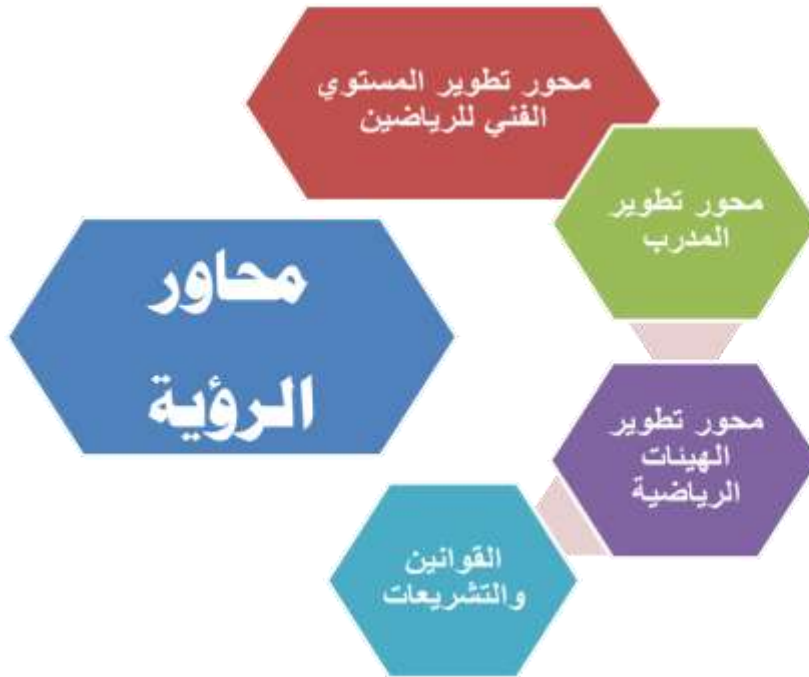 محور تطوير المستوي
الفني للرياضين
محور تطوير
المدرب
محاور
الرؤية
محور تطوير
الهيئات
الرياضية
القوانين
والتشريعات